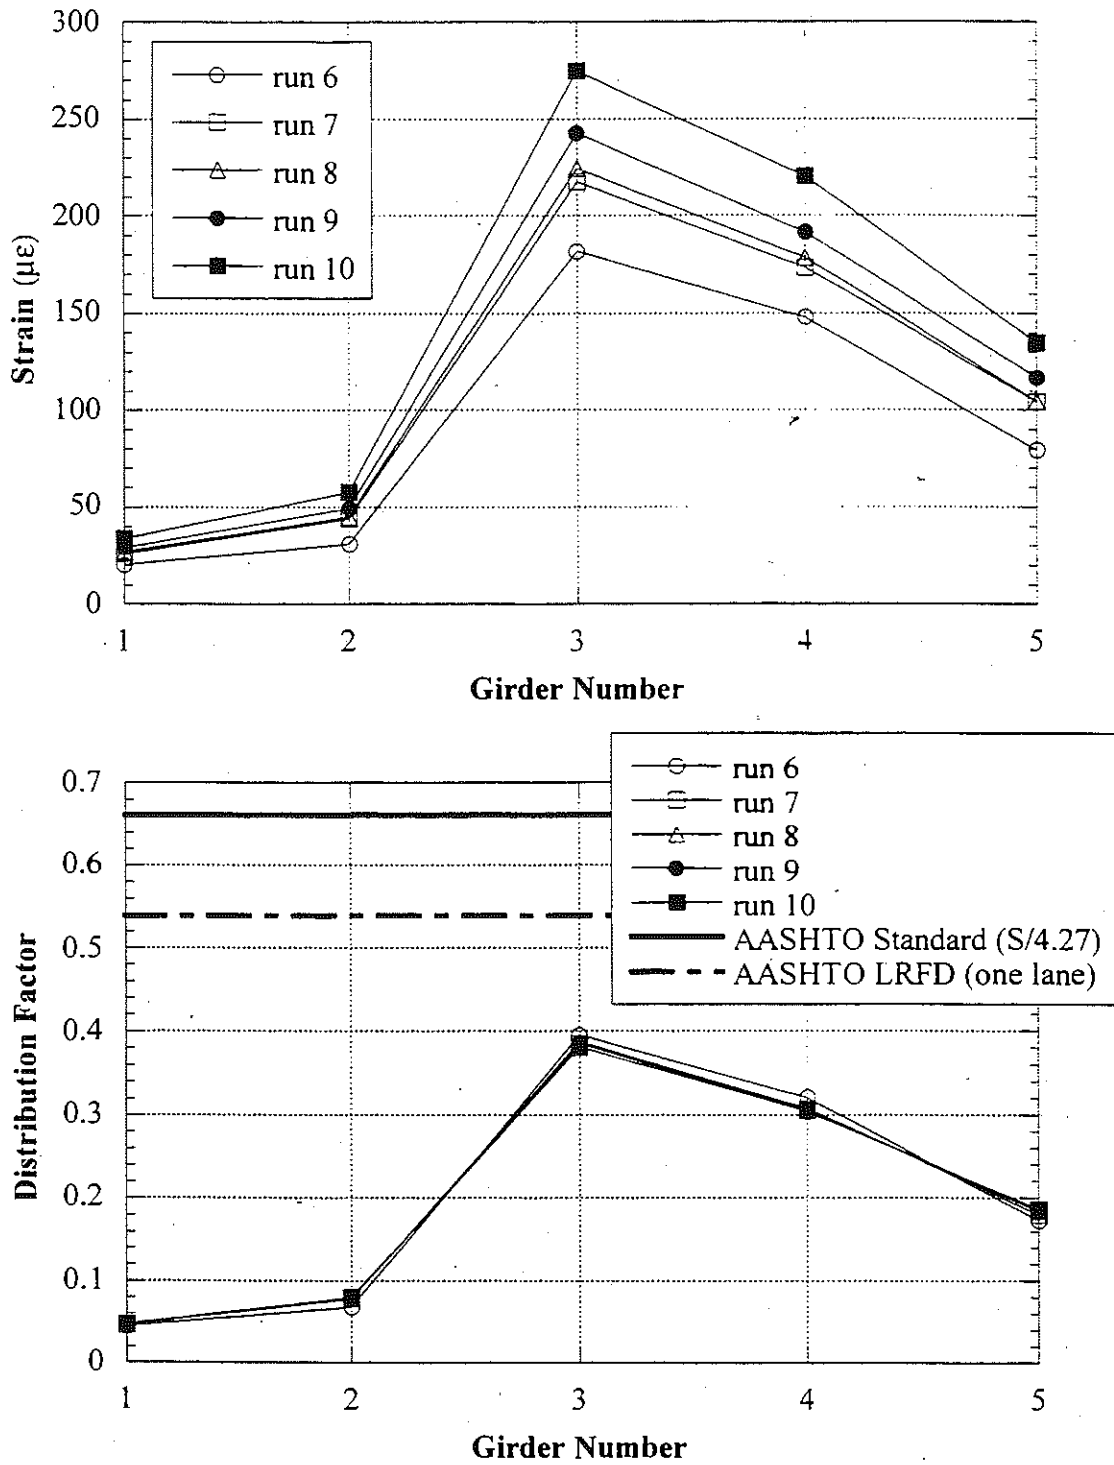 300
250
200
150
100
50
0
Strain (με)
run 6
run 7
run 8
run 9
run 10
1 2 3 4 5
Girder Number
0.7
0.6
0.5
0.4
0.3
0.2
0.1
0
Distribution Factor
run 6
run 7
run 8
run 9
run 10
AASHTO Standard (S/4.27)
AASHTO LRFD (one lane)
1 2 3 4 5
Girder Number